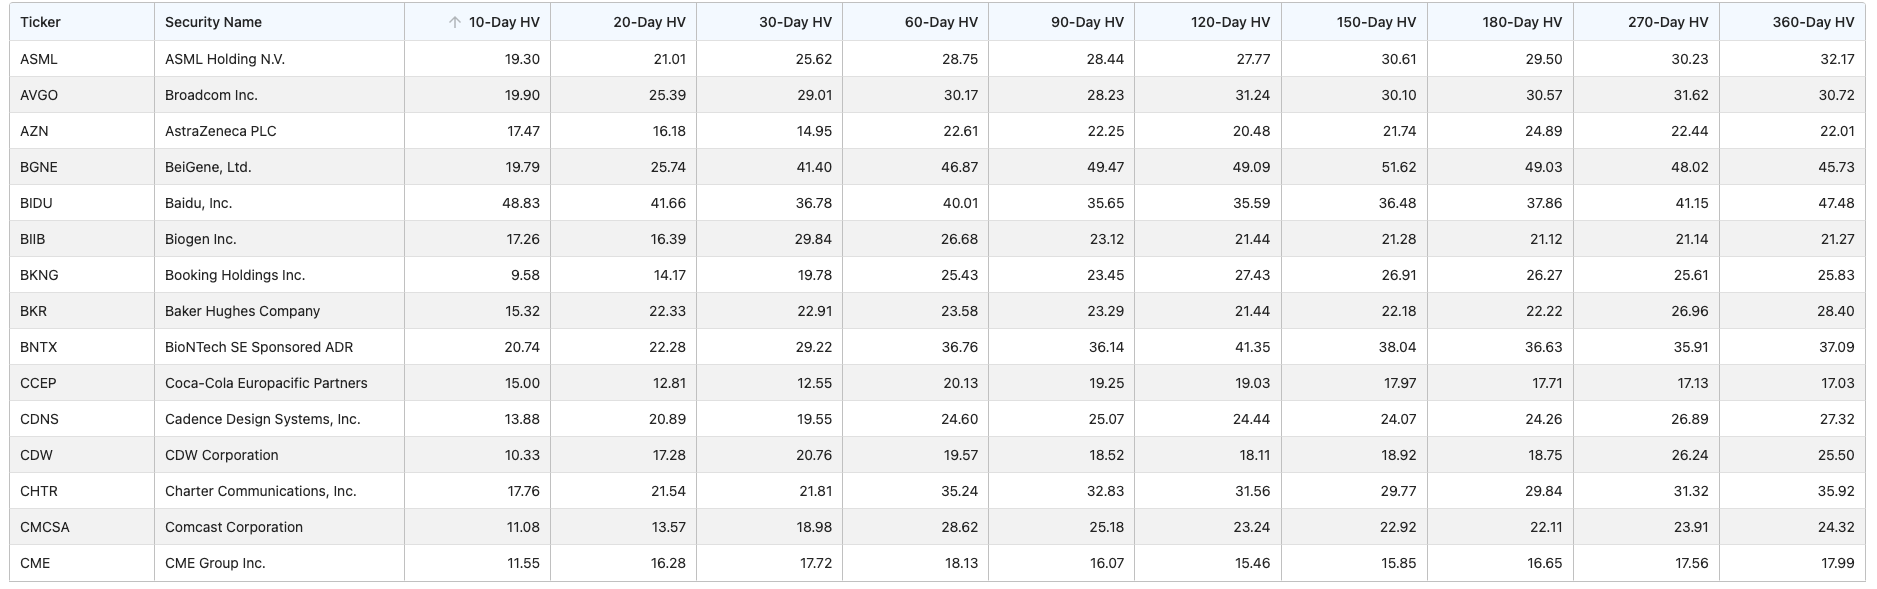 Ticker Security Name ↑ 10-Day HV 20-Day HV 30-Day HV 60-Day HV 90-Day HV 120-Day HV 150-Day HV 180-Day HV 270-Day HV 360-Day HV
ASML ASML Holding N.V. 19.30 21.01 25.62 28.75 28.44 27.77 30.61 29.50 30.23 32.17
AVGO Broadcom Inc. 19.90 25.39 29.01 30.17 28.23 31.24 30.10 30.57 31.62 30.72
AZN AstraZeneca PLC 17.47 16.18 14.95 22.61 22.25 20.48 21.74 24.89 22.44 22.01
BGNE BeiGene, Ltd. 19.79 25.74 41.40 46.87 49.47 49.09 51.62 49.03 48.02 45.73
BIDU Baidu, Inc. 48.83 41.66 36.78 40.01 35.65 35.59 36.48 37.86 41.15 47.48
BIIB Biogen Inc. 17.26 16.39 29.84 26.68 23.12 21.44 21.28 21.12 21.14 21.27
BKNG Booking Holdings Inc. 9.58 14.17 19.78 25.43 23.45 27.43 26.91 26.27 25.61 25.83
BKR Baker Hughes Company 15.32 22.33 22.91 23.58 23.29 21.44 22.18 22.22 26.96 28.40
BNTX BioNTech SE Sponsored ADR 20.74 22.28 29.22 36.76 36.14 41.35 38.04 36.63 35.91 37.09
CCEP Coca-Cola Europacific Partners 15.00 12.81 12.55 20.13 19.25 19.03 17.97 17.71 17.13 17.03
CDNS Cadence Design Systems, Inc. 13.88 20.89 19.55 24.60 25.07 24.44 24.07 24.26 26.89 27.32
CDW CDW Corporation 10.33 17.28 20.76 19.57 18.52 18.11 18.92 18.75 26.24 25.50
CHTR Charter Communications, Inc. 17.76 21.54 21.81 35.24 32.83 31.56 29.77 29.84 31.32 35.92
CMCSA Comcast Corporation 11.08 13.57 18.98 28.62 25.18 23.24 22.92 22.11 23.91 24.32
CME CME Group Inc. 11.55 16.28 17.72 18.13 16.07 15.46 15.85 16.65 17.56 17.99